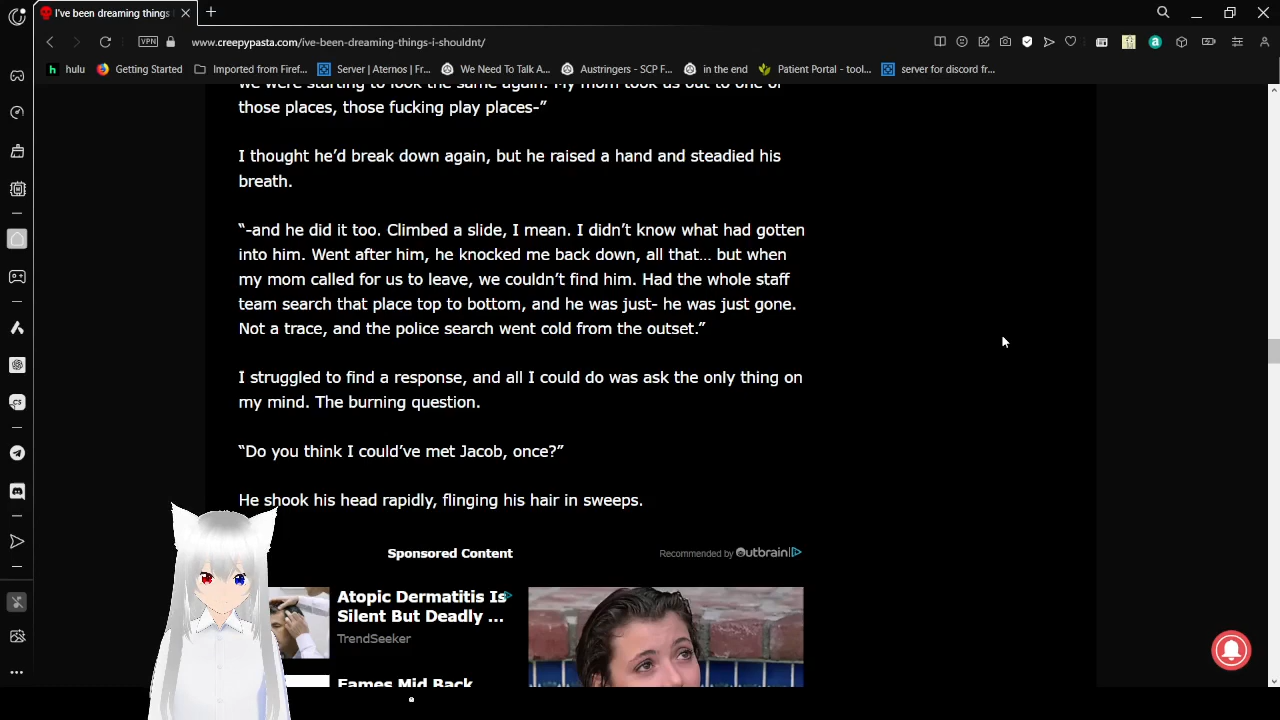 I've been dreaming things
VPN
www.creepypasta.com/ive-been-dreaming-things-i-shouldnt/
hulu
Getting Started
Imported from Firef...
Server | Aternos | Fr...
We Need To Talk A...
Austringers - SCP F...
in the end
Patient Portal - tool...
server for discord fr...
we were starting to look the same again. My mom took us out to one of
those places, those fucking play places-”
I thought he’d break down again, but he raised a hand and steadied his
breath.
“-and he did it too. Climbed a slide, I mean. I didn’t know what had gotten
into him. Went after him, he knocked me back down, all that… but when
my mom called for us to leave, we couldn’t find him. Had the whole staff
team search that place top to bottom, and he was just- he was just gone.
Not a trace, and the police search went cold from the outset.”
I struggled to find a response, and all I could do was ask the only thing on
my mind. The burning question.
“Do you think I could’ve met Jacob, once?”
He shook his head rapidly, flinging his hair in sweeps.
Sponsored Content
Recommended by Outbrain
Atopic Dermatitis Is
Silent But Deadly ...
TrendSeeker
Eames Mid Back